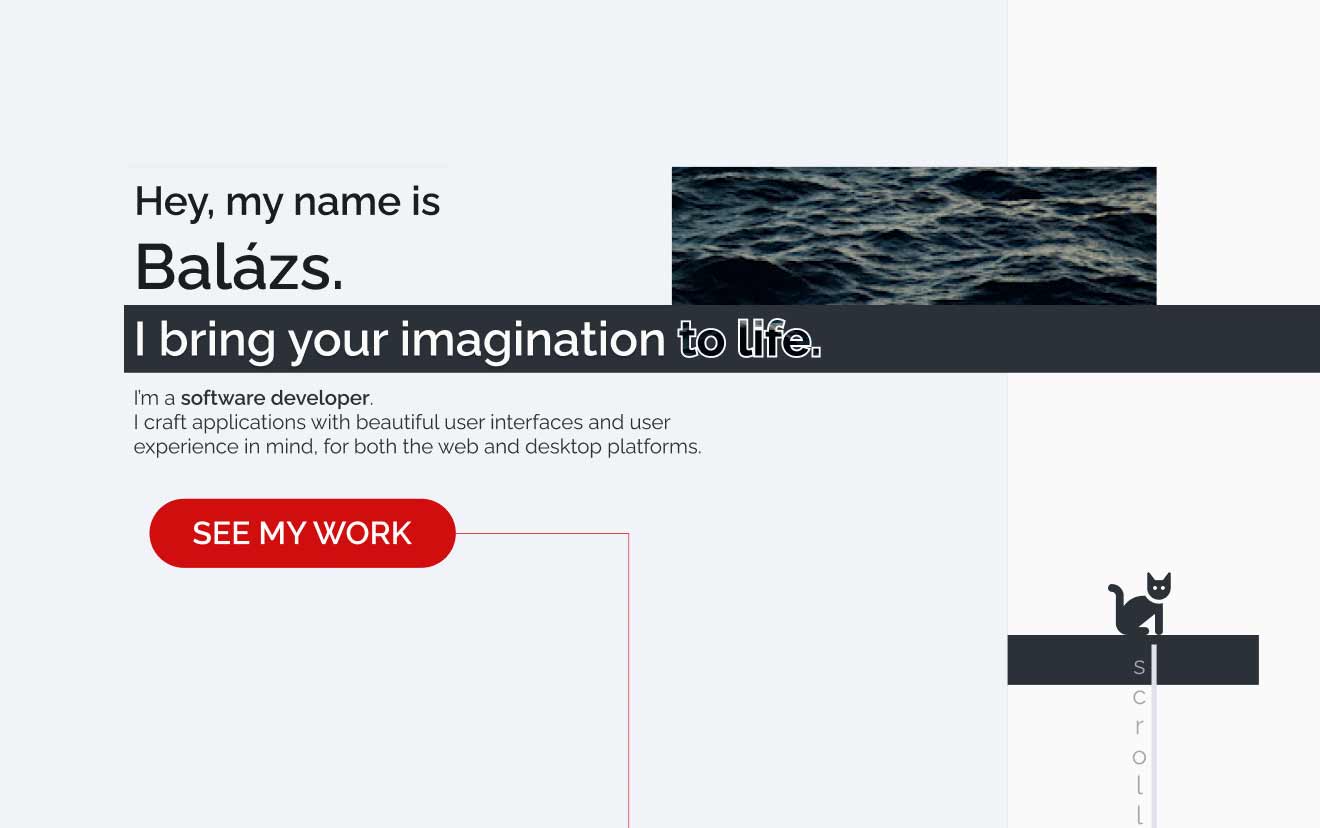 Hey, my name is
Balázs.
I bring your imagination to life.
I'm a software developer.
I craft applications with beautiful user interfaces and user
experience in mind, for both the web and desktop platforms.
SEE MY WORK
scroll